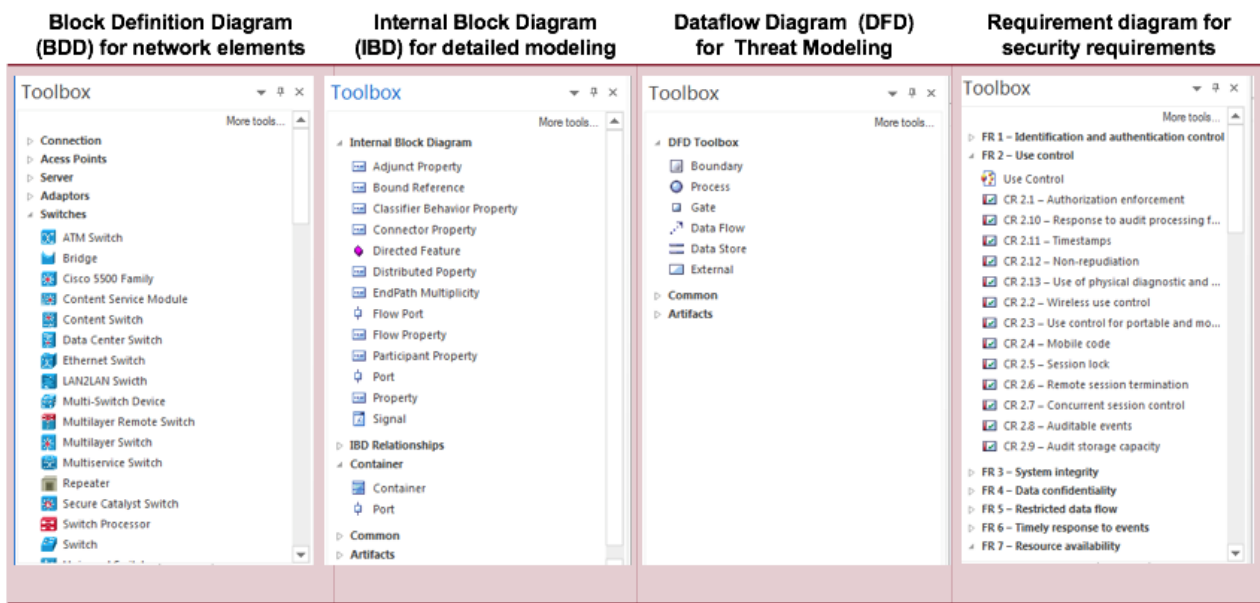 Block Definition Diagram
(BDD) for network elements
Internal Block Diagram
(IBD) for detailed modeling
Dataflow Diagram (DFD)
for Threat Modeling
Requirement diagram for
security requirements
Toolbox
More tools...
Connection
Acess Points
Server
Adaptors
Switches
ATM Switch
Bridge
Cisco 5500 Family
Content Service Module
Content Switch
Data Center Switch
Ethernet Switch
LAN2LAN Swicth
Multi-Switch Device
Multilayer Remote Switch
Multilayer Switch
Multiservice Switch
Repeater
Secure Catalyst Switch
Switch Processor
Switch
Toolbox
More tools...
Internal Block Diagram
Adjunct Property
Bound Reference
Classifier Behavior Property
Connector Property
Directed Feature
Distributed Poperty
EndPath Multiplicity
Flow Port
Flow Property
Participant Property
Port
Property
Signal
IBD Relationships
Container
Container
Port
Common
Artifacts
Toolbox
More tools...
DFD Toolbox
Boundary
Process
Gate
Data Flow
Data Store
External
Common
Artifacts
Toolbox
More tools...
FR 1 – Identification and authentication control
FR 2 – Use control
Use Control
CR 2.1 – Authorization enforcement
CR 2.10 – Response to audit processing f...
CR 2.11 – Timestamps
CR 2.12 – Non-repudiation
CR 2.13 – Use of physical diagnostic and ...
CR 2.2 – Wireless use control
CR 2.3 – Use control for portable and mo...
CR 2.4 – Mobile code
CR 2.5 – Session lock
CR 2.6 – Remote session termination
CR 2.7 – Concurrent session control
CR 2.8 – Auditable events
CR 2.9 – Audit storage capacity
FR 3 – System integrity
FR 4 – Data confidentiality
FR 5 – Restricted data flow
FR 6 – Timely response to events
FR 7 – Resource availability